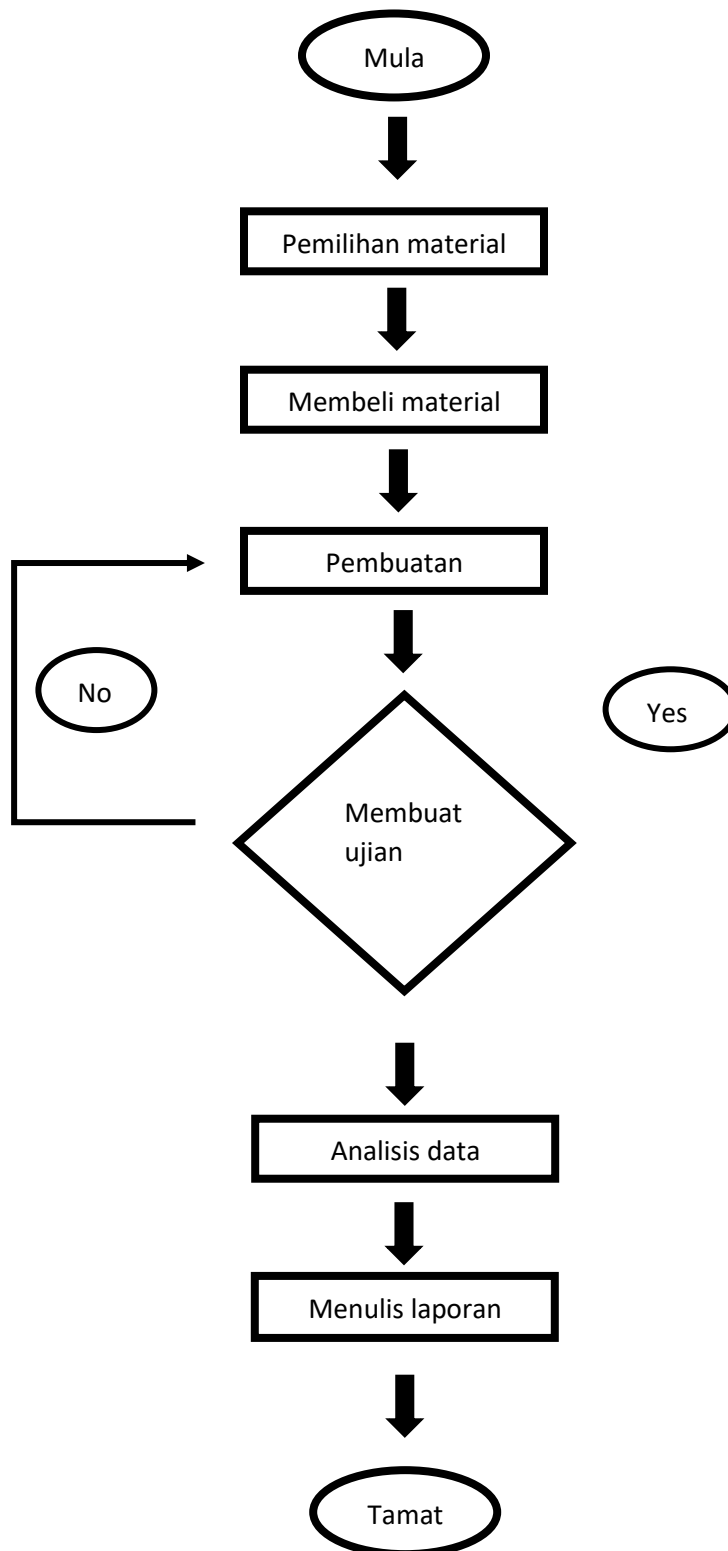 Mula
Pemilihan material
Membeli material
Pembuatan
No
Yes
Membuat
ujian
Analisis data
Menulis laporan
Tamat